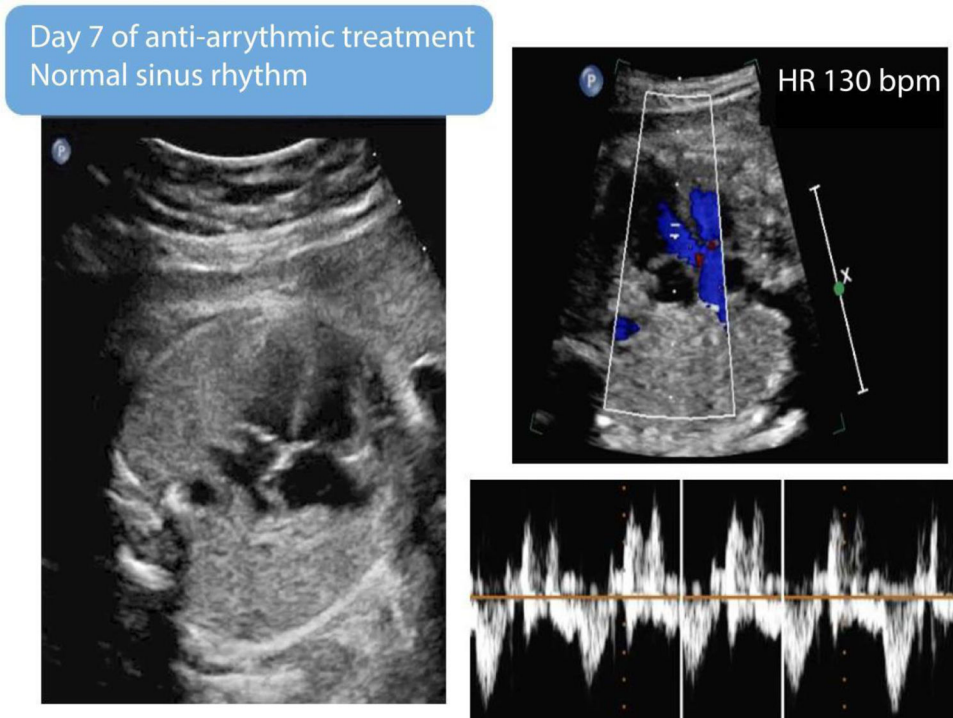 Day 7 of anti-arrythmic treatment
Normal sinus rhythm
P
P
HR 130 bpm
X